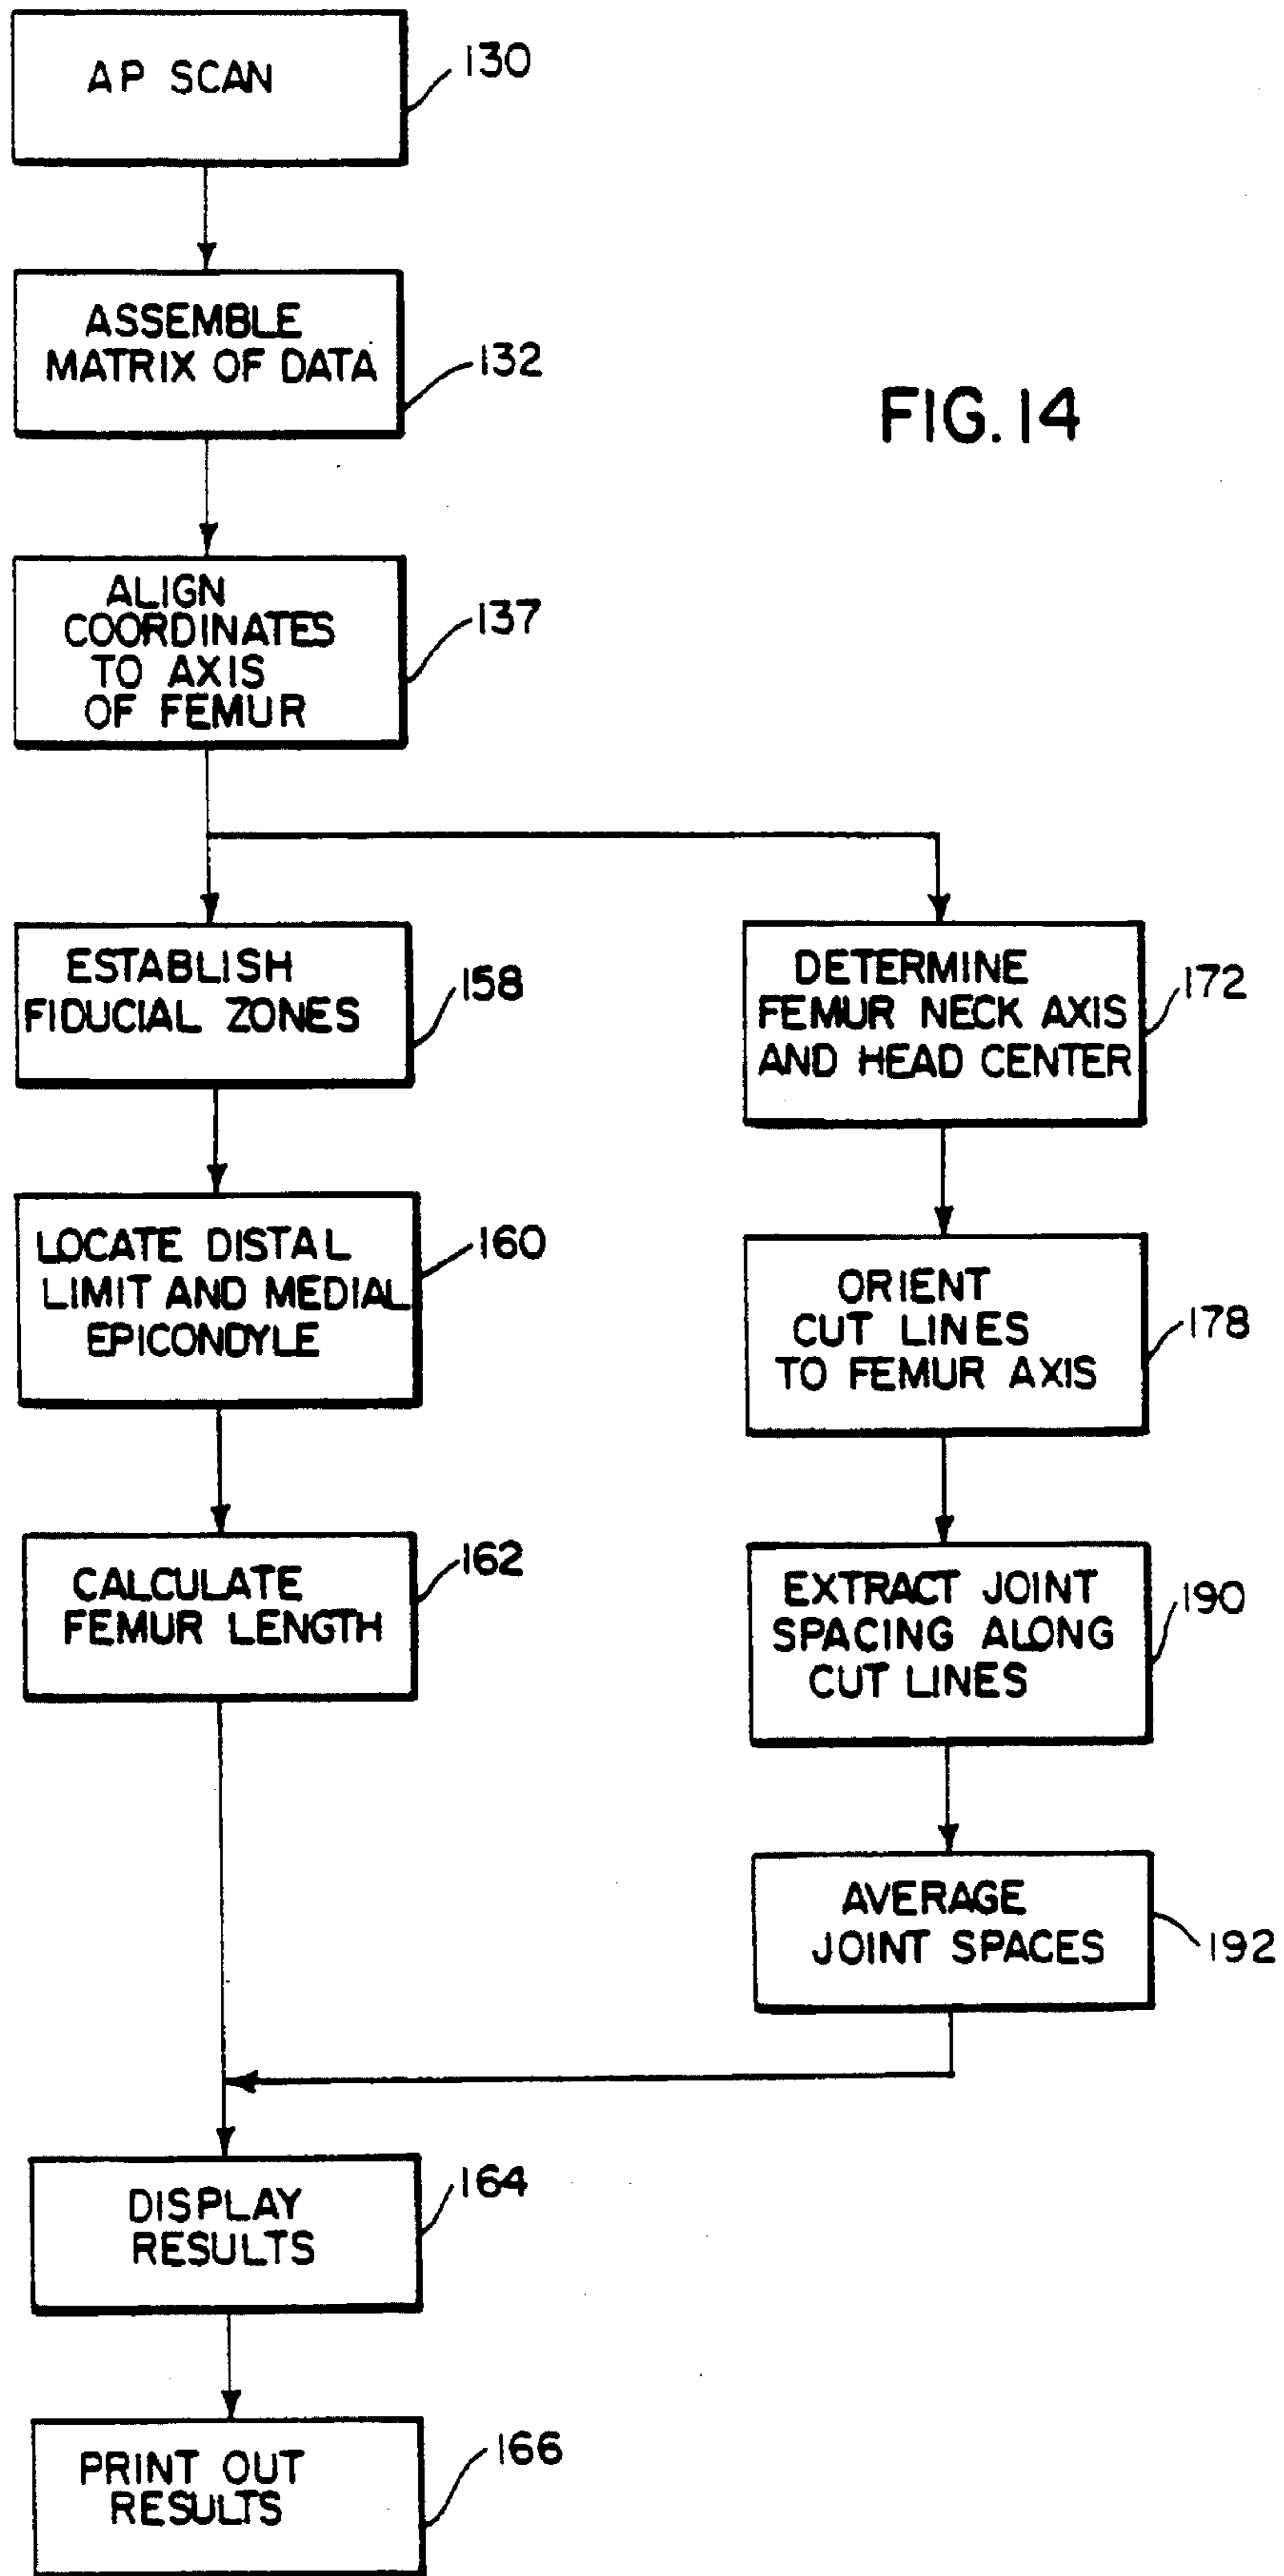 AP SCAN
130
ASSEMBLE
MATRIX OF DATA
132
FIG. 14
ALIGN
COORDINATES
TO AXIS
OF FEMUR
137
ESTABLISH
FIDUCIAL ZONES
158
LOCATE DISTAL
LIMIT AND MEDIAL
EPICONDYLE
160
CALCULATE
FEMUR LENGTH
162
DETERMINE
FEMUR NECK AXIS
AND HEAD CENTER
172
ORIENT
CUT LINES
TO FEMUR AXIS
178
EXTRACT JOINT
SPACING ALONG
CUT LINES
190
AVERAGE
JOINT SPACES
192
DISPLAY
RESULTS
164
PRINT OUT
RESULTS
166